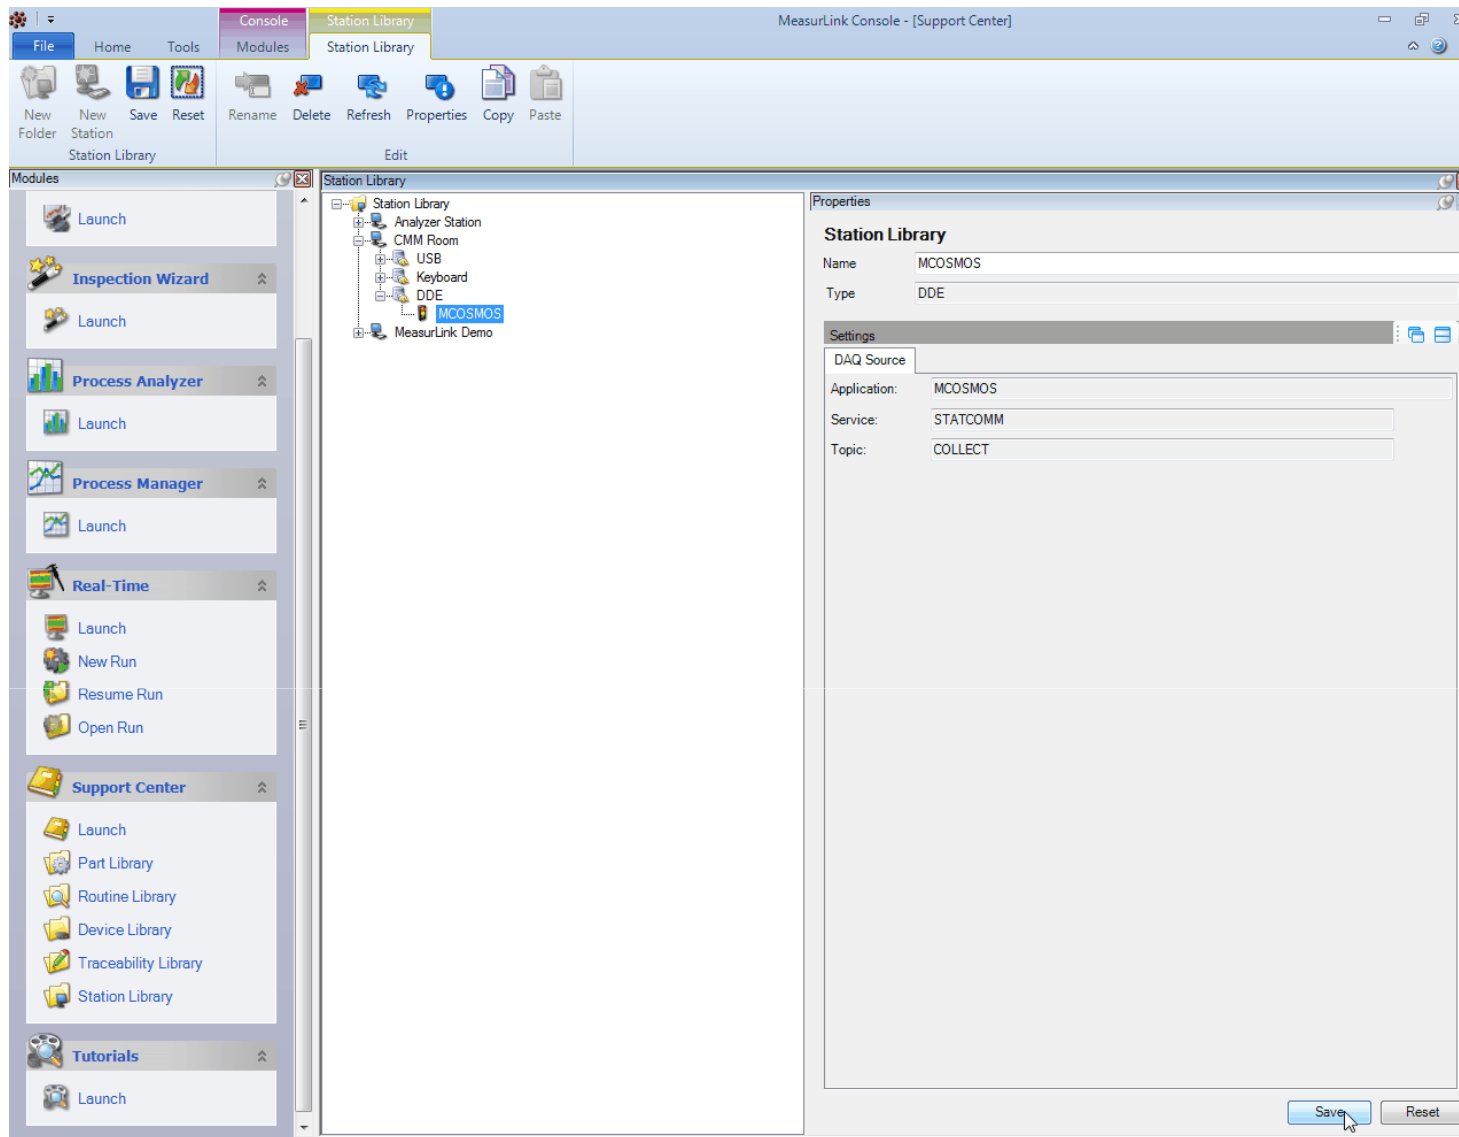 Console
Station Library
MeasurLink Console - [Support Center]
File
Home
Tools
Modules
Station Library
New Folder
New Station
Save
Reset
Rename
Delete
Refresh
Properties
Copy
Paste
Station Library
Edit
Modules
Launch
Inspection Wizard
Launch
Process Analyzer
Launch
Process Manager
Launch
Real-Time
Launch
New Run
Resume Run
Open Run
Support Center
Launch
Part Library
Routine Library
Device Library
Traceability Library
Station Library
Tutorials
Launch
Station Library
Station Library
Analyzer Station
CMM Room
USB
Keyboard
DDE
MCOSMOS
MeasurLink Demo
Properties
Station Library
Name
MCOSMOS
Type
DDE
Settings
DAQ Source
Application:
MCOSMOS
Service:
STATCOMM
Topic:
COLLECT
Save
Reset